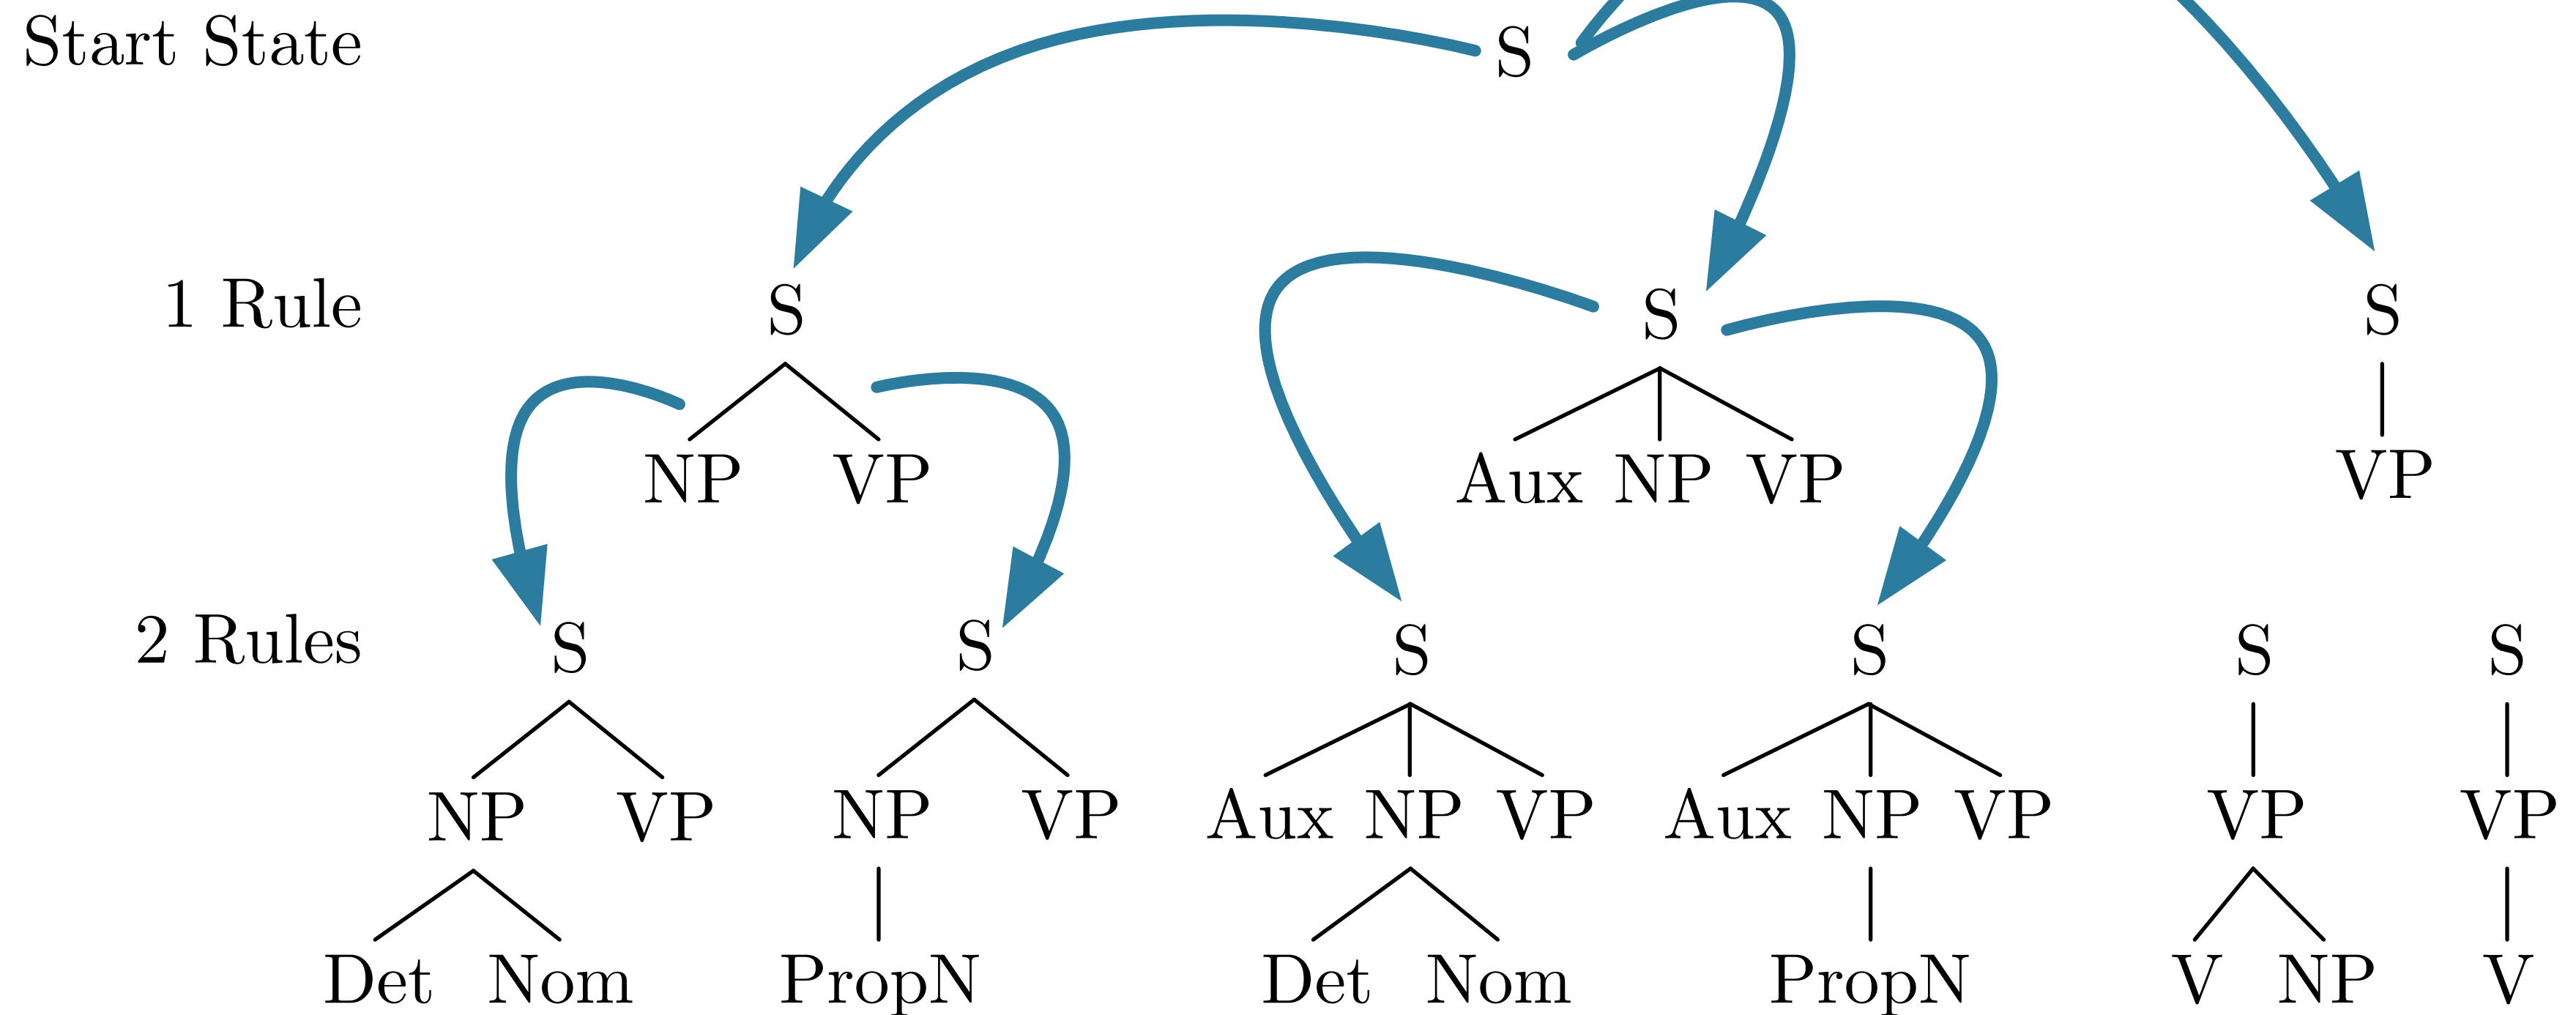 Start State S
1 Rule S S S
NP VP Aux NP VP VP
2 Rules S S S S S S
NP VP NP VP Aux NP VP Aux NP VP VP VP
Det Nom PropN Det Nom PropN V NP V